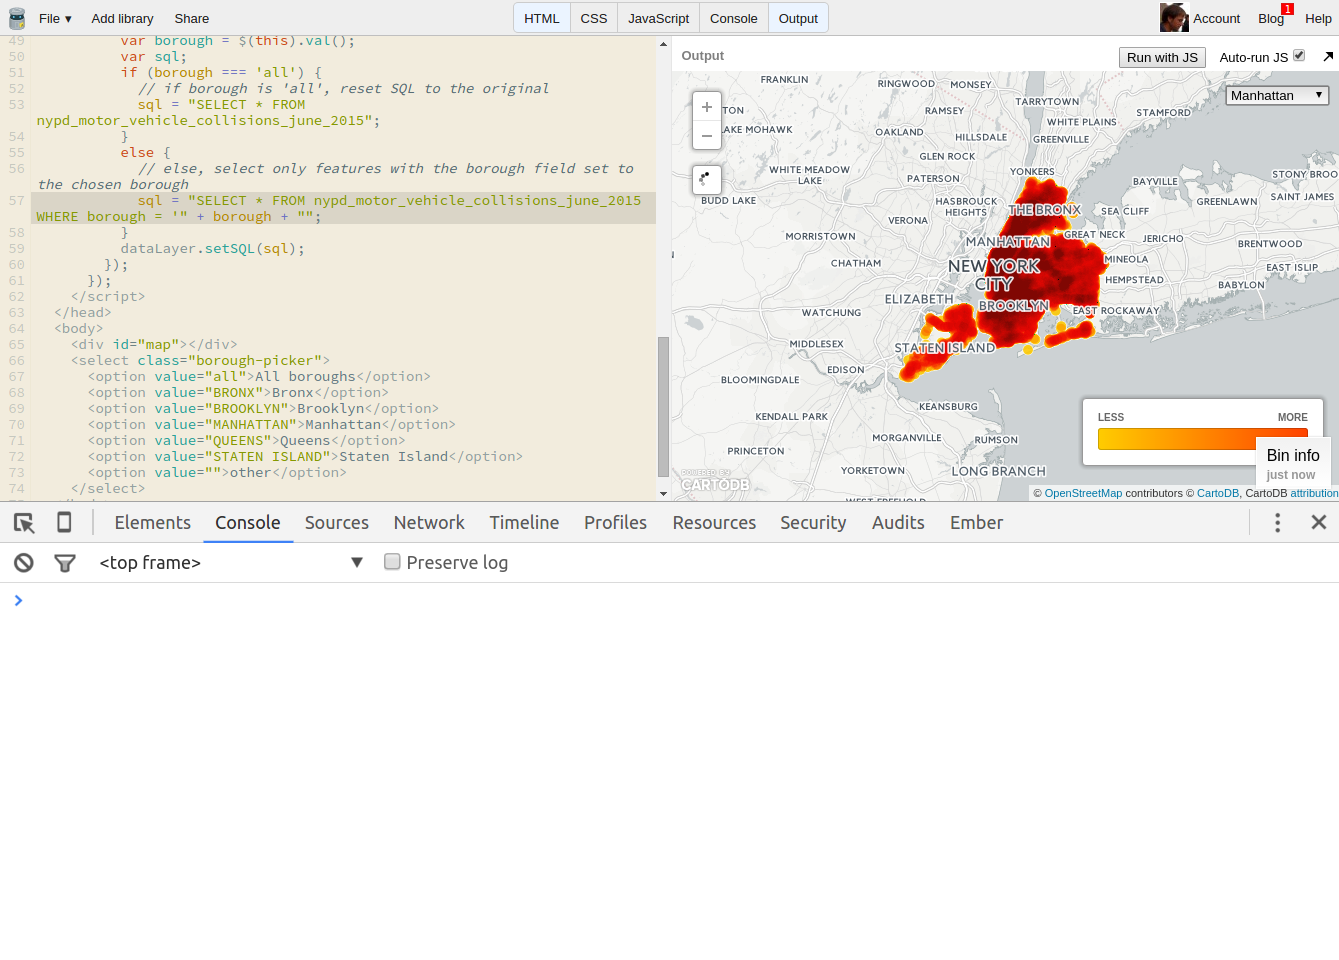 File ▾ Add library Share HTML CSS JavaScript Console Output Account Blog 1 Help
49 var borough = $(this).val();
50 var sql;
51 if (borough === 'all') {
52 // if borough is 'all', reset SQL to the original
53 sql = "SELECT * FROM
nypd_motor_vehicle_collisions_june_2015";
54 }
55 else {
56 // else, select only features with the borough field set to
the chosen borough
57 sql = "SELECT * FROM nypd_motor_vehicle_collisions_june_2015
WHERE borough = '" + borough + "";
58 }
59 dataLayer.setSQL(sql);
60 });
61 });
62 </script>
63 </head>
64 <body>
65 <div id="map"></div>
66 <select class="borough-picker">
67 <option value="all">All boroughs</option>
68 <option value="BRONX">Bronx</option>
69 <option value="BROOKLYN">Brooklyn</option>
70 <option value="MANHATTAN">Manhattan</option>
71 <option value="QUEENS">Queens</option>
72 <option value="STATEN ISLAND">Staten Island</option>
73 <option value="">other</option>
74 </select>
Output Run with JS Auto-run JS
Manhattan
+
−
FRANKLIN
RINGWOOD
MONSEY
TARRYTOWN
STAMFORD
TON
RAMSEY
WHITE PLAINS
LAKE MOHAWK
OAKLAND
HILLSDALE
GREENVILLE
GLEN ROCK
WHITE MEADOW
LAKE
PATERSON
YONKERS
BAYVILLE
STONY BROO
BUDD LAKE
HASBROUCK
HEIGHTS
THE BRONX
SEA CLIFF
GREENLAWN
SAINT JAMES
VERONA
MORRISTOWN
MANHATTAN
GREAT NECK
JERICHO
BRENTWOOD
CHATHAM
NEW YORK
CITY
MINEOLA
HEMPSTEAD
EAST ISLIP
BABYLON
ELIZABETH
BROOKLYN
EAST ROCKAWAY
WATCHUNG
MIDDLESEX
STATEN ISLAND
EDISON
BLOOMINGDALE
KENDALL PARK
KEANSBURG
MORGANVILLE
RUMSON
PRINCETON
YORKETOWN
LONG BRANCH
WEST FREEHOLD
LESS MORE
Bin info
just now
POWERED BY
CARTODB
© OpenStreetMap contributors © CartoDB, CartoDB attribution
Elements Console Sources Network Timeline Profiles Resources Security Audits Ember
<top frame> ▼ Preserve log